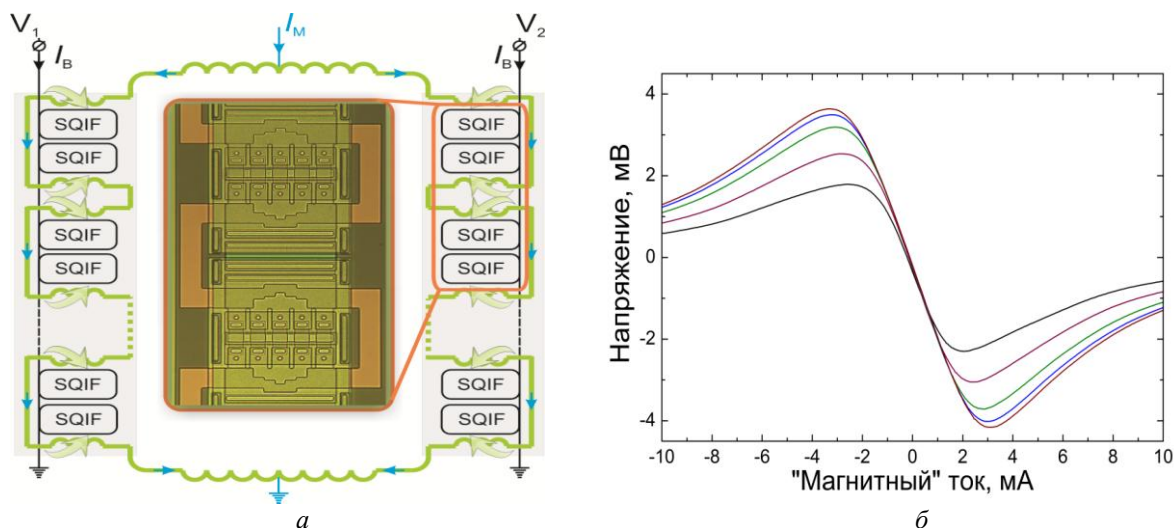 V1
IM
V2
IB
IB
SQIF
SQIF
SQIF
SQIF
SQIF
SQIF
SQIF
SQIF
SQIF
SQIF
SQIF
SQIF
а
Напряжение, мВ
4
2
0
-2
-4
-10 -8 -6 -4 -2 0 2 4 6 8 10
"Магнитный" ток, мА
б